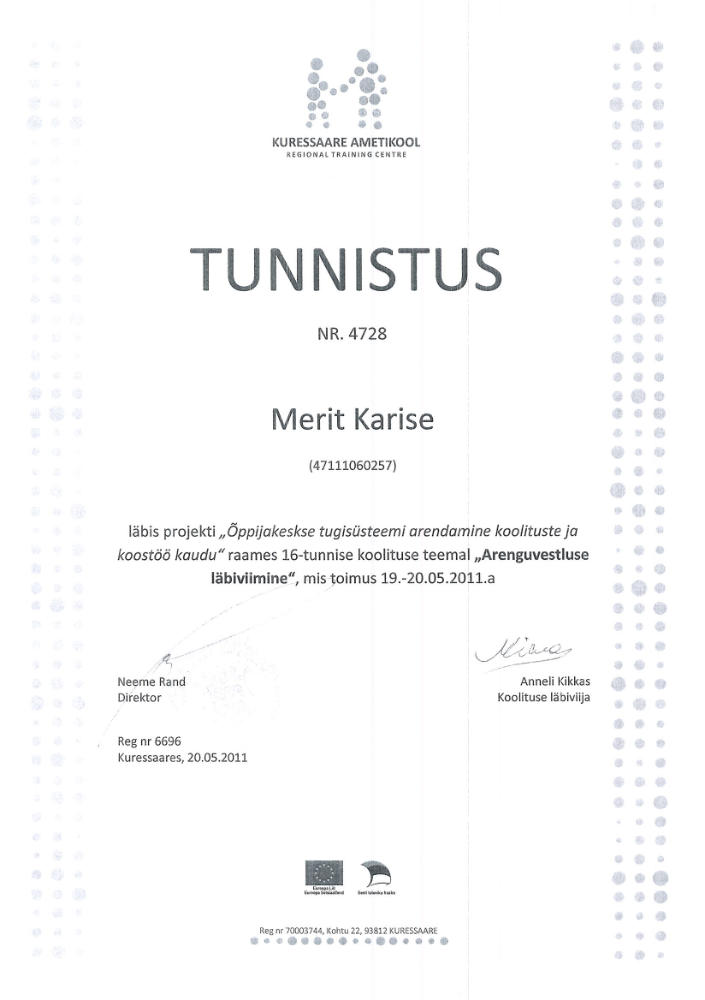 KURESSAARE AMETIKOOL
REGIONAL TRAINING CENTRE
TUNNISTUS
NR. 4728
Merit Karise
(47111060257)
läbis projekti „Õppijakeskse tugisüsteemi arendamine koolituste ja
koostöö kaudu“ raames 16-tunnise koolituse teemal „Arenguvestluse
läbiviimine“, mis toimus 19.-20.05.2011.a
Neeme Rand
Direktor
Anneli Kikkas
Koolituse läbiviija
Reg nr 6696
Kuressaares, 20.05.2011
Euroopa Liit
Euroopa Sotsiaalfond
Eesti tuleviku heaks
Reg nr 70003744, Kohtu 22, 93812 KURESSAARE